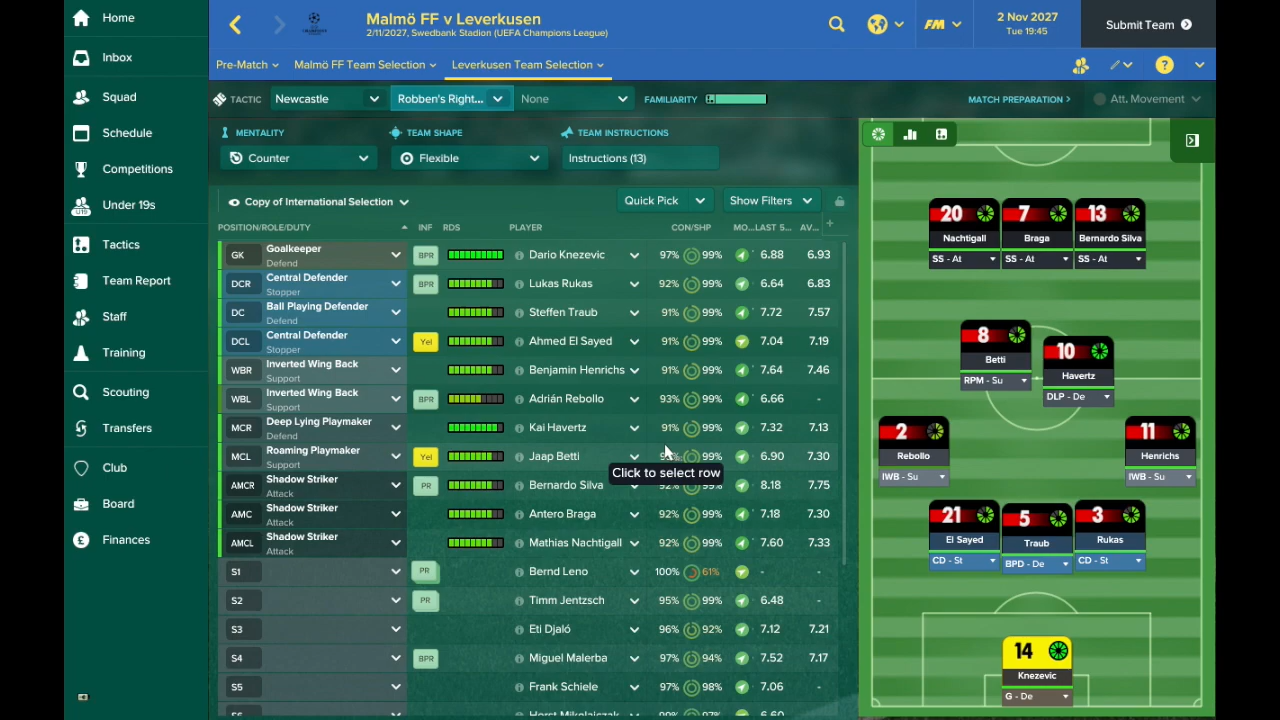 Home
Inbox
Squad
Schedule
Competitions
U19
Under 19s
Tactics
Team Report
Staff
Training
Scouting
Transfers
Club
Board
Finances
Malmö FF v Leverkusen
2/11/2027, Swedbank Stadion (UEFA Champions League)
FM
2 Nov 2027
Tue 19:45
Submit Team
Pre-Match
Malmö FF Team Selection
Leverkusen Team Selection
TACTIC
Newcastle
Robben's Right...
None
FAMILIARITY
MATCH PREPARATION >
Att. Movement
MENTALITY
TEAM SHAPE
TEAM INSTRUCTIONS
Counter
Flexible
Instructions (13)
Copy of International Selection
Quick Pick
Show Filters
POSITION/ROLE/DUTY INF RDS PLAYER CON/SHP MO... LAST 5... AV...
GK Goalkeeper Defend BPR Dario Knezevic 97% 99% 6.88 6.93
DCR Central Defender Stopper BPR Lukas Rukas 92% 99% 6.64 6.83
DC Ball Playing Defender Defend Steffen Traub 91% 99% 7.72 7.57
DCL Central Defender Stopper Yel Ahmed El Sayed 91% 99% 7.04 7.19
WBR Inverted Wing Back Support Benjamin Henrichs 91% 99% 7.64 7.46
WBL Inverted Wing Back Support BPR Adrián Rebollo 93% 99% 6.66 -
MCR Deep Lying Playmaker Defend Kai Havertz 91% 99% 7.32 7.13
MCL Roaming Playmaker Support Yel Jaap Betti 99% 6.90 7.30
Click to select row
AMCR Shadow Striker Attack PR Bernardo Silva 92% 99% 8.18 7.75
AMC Shadow Striker Attack Antero Braga 92% 99% 7.18 7.30
AMCL Shadow Striker Attack Mathias Nachtigall 92% 99% 7.60 7.33
S1 PR Bernd Leno 100% 61% - -
S2 PR Timm Jentzsch 95% 99% 6.48 -
S3 Eti Djaló 96% 92% 7.12 7.21
S4 BPR Miguel Malerba 97% 94% 7.52 7.17
S5 Frank Schiele 97% 98% 7.06 -
20 7 13
Nachtigall Braga Bernardo Silva
SS - At SS - At SS - At
8
Betti
RPM - Su
10
Havertz
DLP - De
2 11
Rebollo Henrichs
IWB - Su IWB - Su
21 5 3
El Sayed Traub Rukas
CD - St BPD - De CD - St
14
Knezevic
G - De